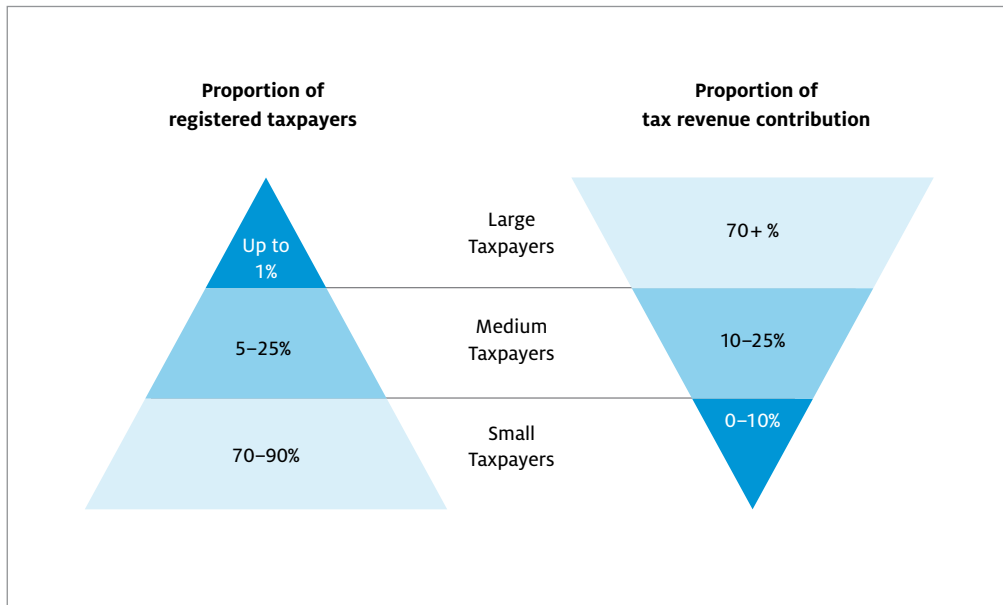 Proportion of
registered taxpayers
Proportion of
tax revenue contribution
Up to
1%
Large
Taxpayers
70+ %
5–25%
Medium
Taxpayers
10–25%
70–90%
Small
Taxpayers
0–10%